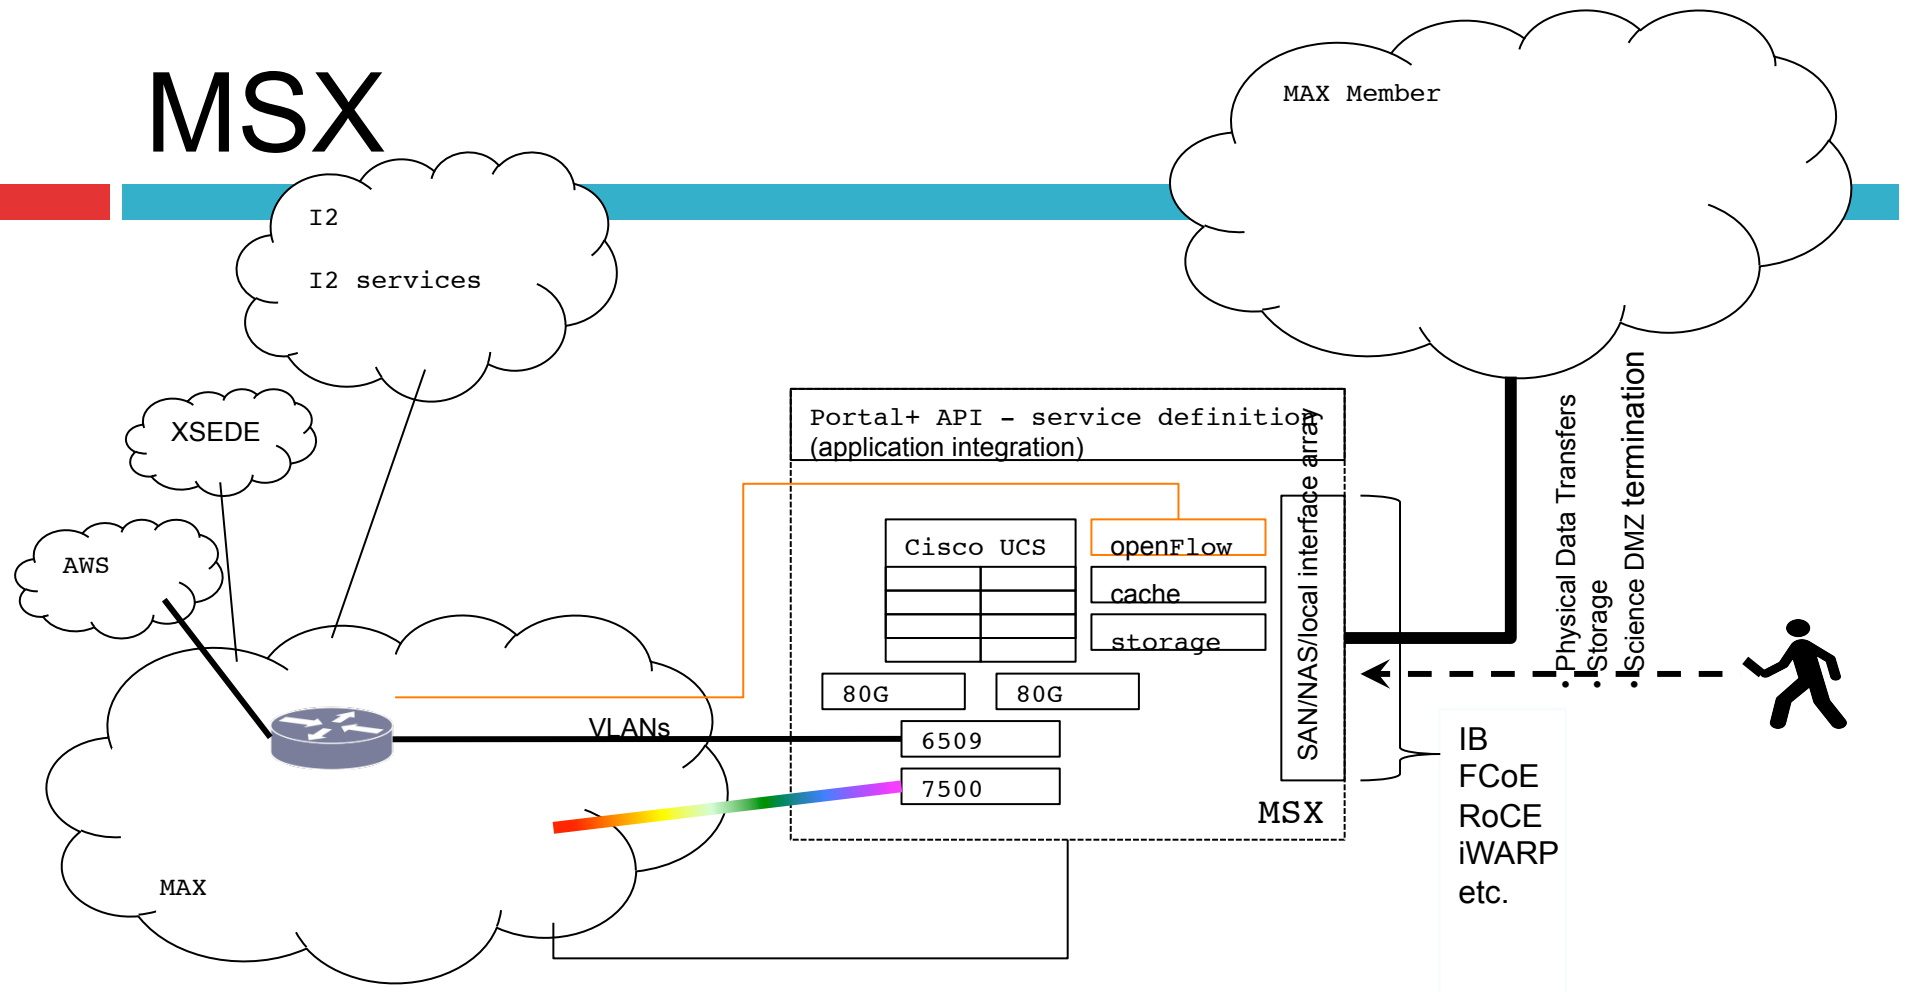 MSX
MAX Member
I2
I2 services
XSEDE
AWS
Portal+ API – service definition
(application integration)
Cisco UCS
openFlow
cache
storage
80G
80G
VLANs
6509
7500
MSX
SAN/NAS/local interface array
•Physical Data Transfers
•Storage
•Science DMZ termination
IB
FCoE
RoCE
iWARP
etc.
MAX